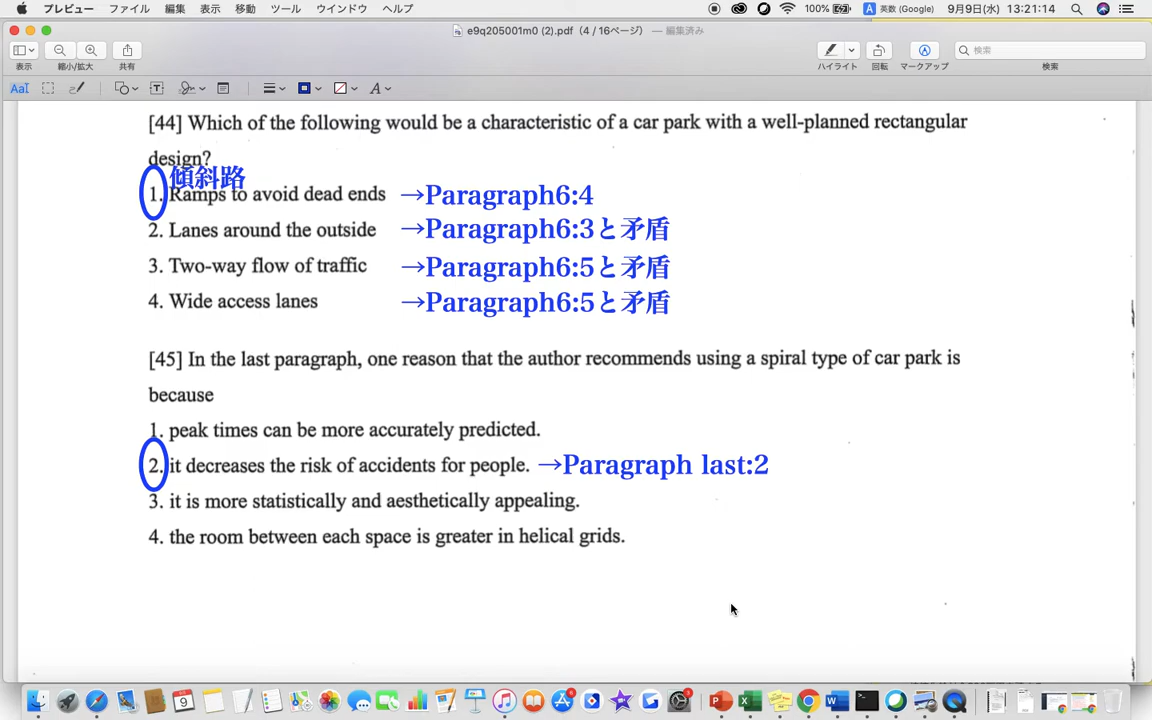 プレビュー ファイル 編集 表示 移動 ツール ウインドウ ヘルプ 100% A 英数 (Google) 9月9日(水) 13:21:14
e9q205001m0 (2).pdf（4 / 16ページ） — 編集済み
検索
表示 縮小/拡大 共有 ハイライト 回転 マークアップ 検索
AaI T A
[44] Which of the following would be a characteristic of a car park with a well-planned rectangular
design?
傾斜路
1. Ramps to avoid dead ends →Paragraph6:4
2. Lanes around the outside →Paragraph6:3と矛盾
3. Two-way flow of traffic →Paragraph6:5と矛盾
4. Wide access lanes →Paragraph6:5と矛盾
[45] In the last paragraph, one reason that the author recommends using a spiral type of car park is
because
1. peak times can be more accurately predicted.
2. it decreases the risk of accidents for people. →Paragraph last:2
3. it is more statistically and aesthetically appealing.
4. the room between each space is greater in helical grids.